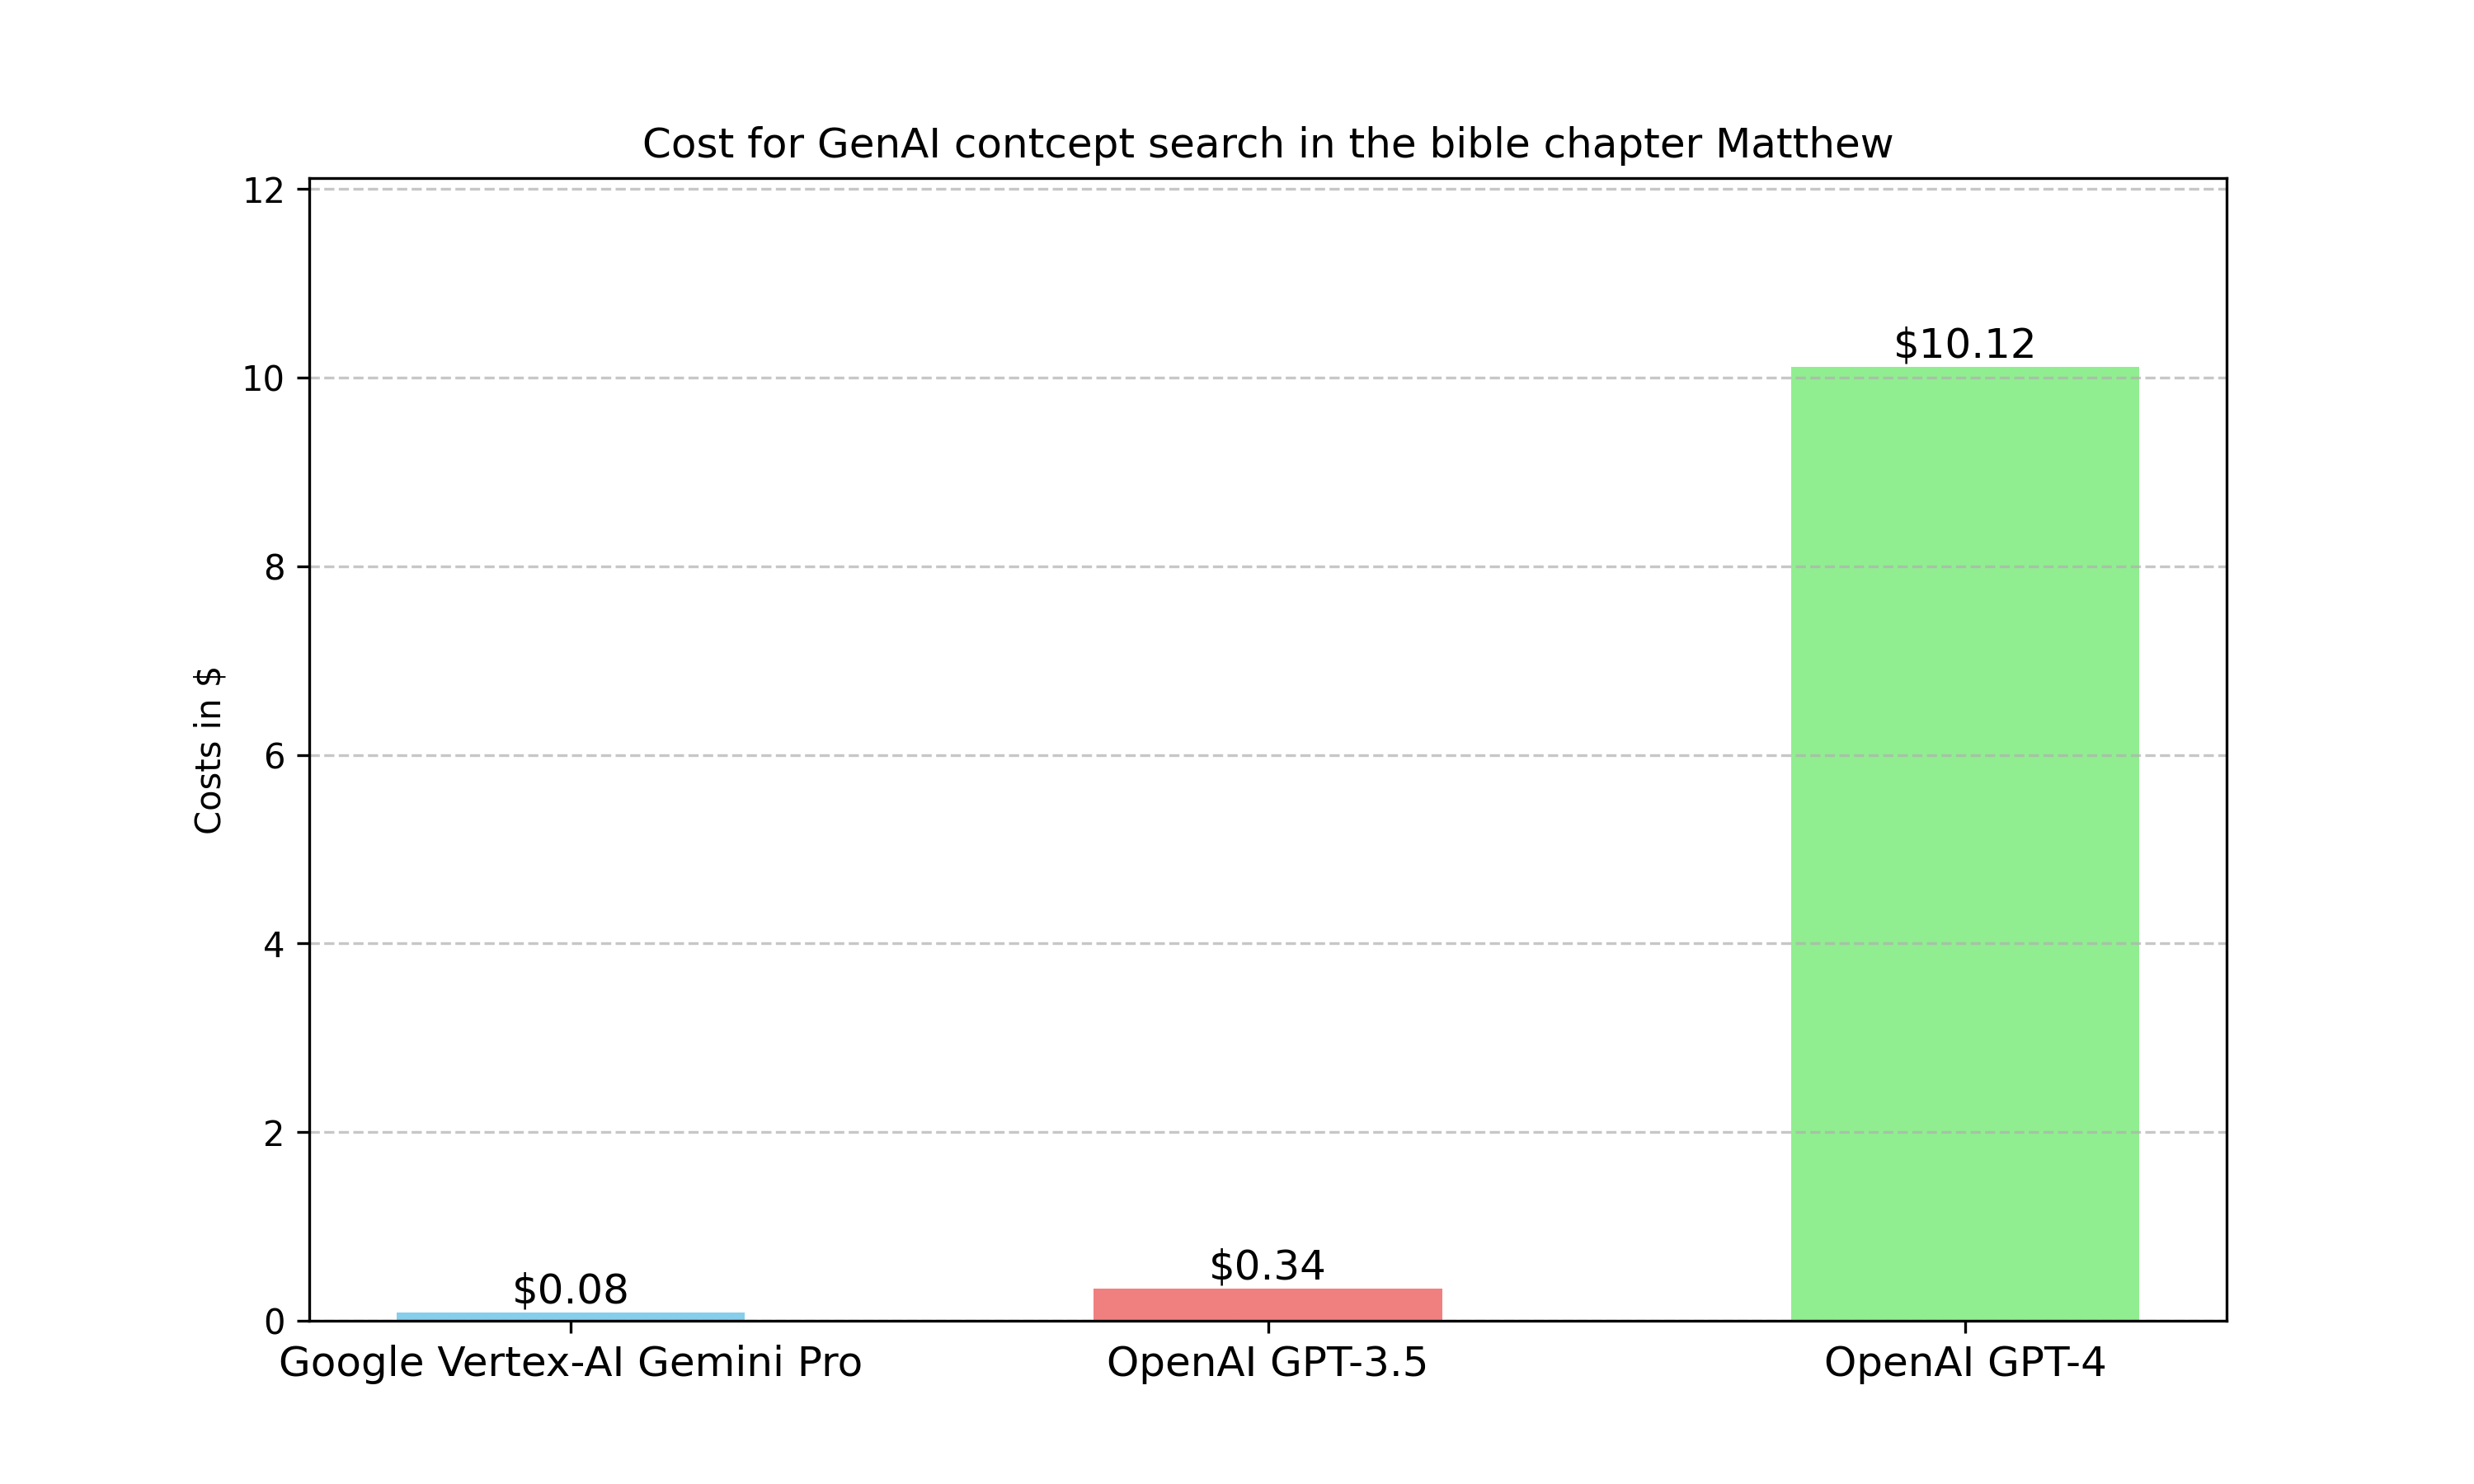 Cost for GenAI contcept search in the bible chapter Matthew
12
10
8
6
4
2
0
Costs in $
$0.08
$0.34
$10.12
Google Vertex-AI Gemini Pro
OpenAI GPT-3.5
OpenAI GPT-4